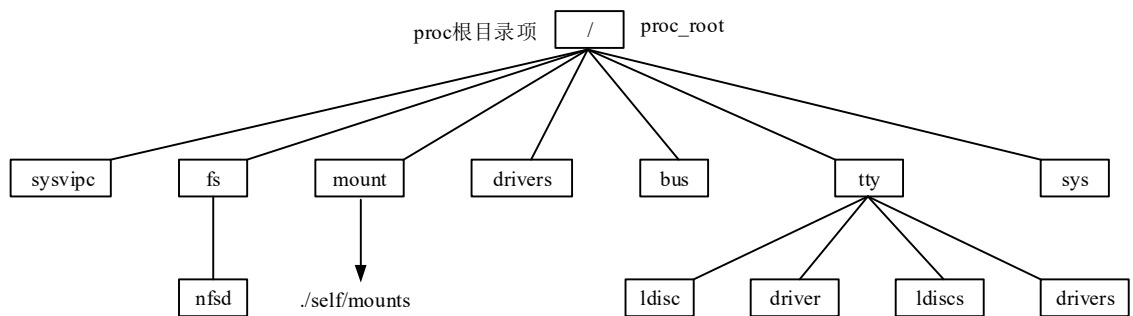 proc根目录项 / proc_root
sysvipc fs mount drivers bus tty sys
nfsd ./self/mounts ldisc driver ldiscs drivers